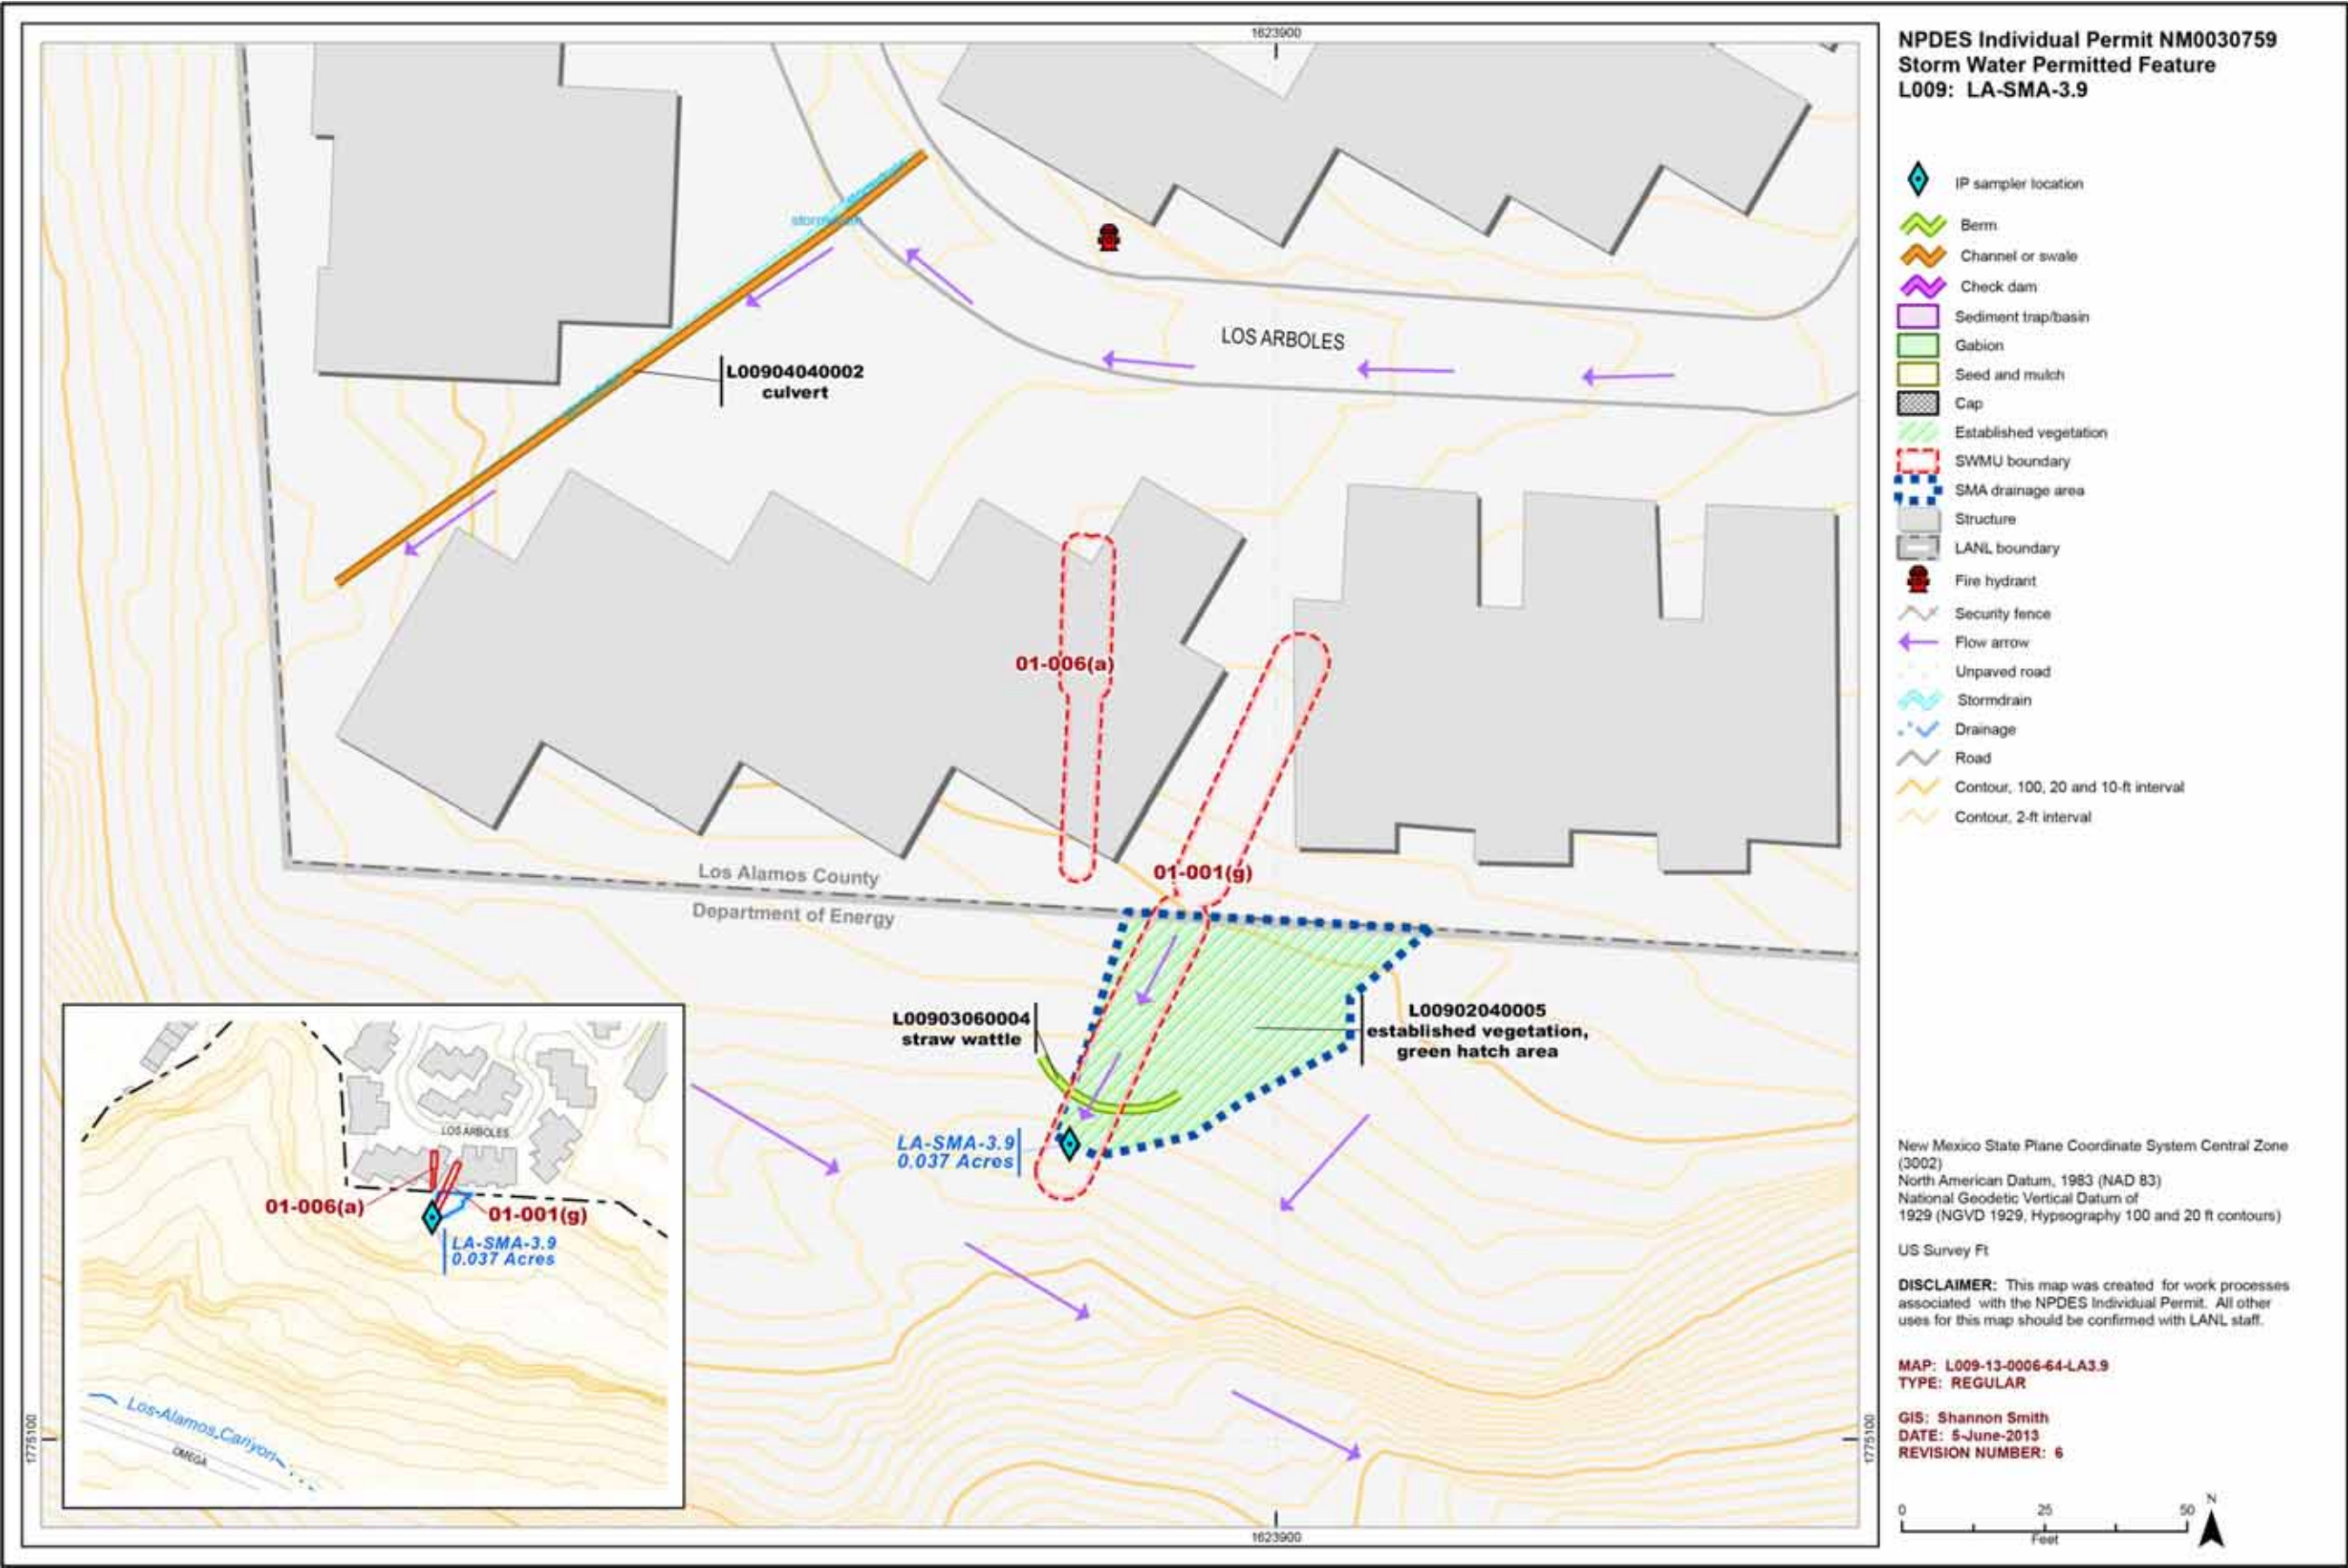 1623900
NPDES Individual Permit NM0030759
Storm Water Permitted Feature
L009: LA-SMA-3.9
IP sampler location
Berm
Channel or swale
Check dam
Sediment trap/basin
Gabion
Seed and mulch
Cap
Established vegetation
SWMU boundary
SMA drainage area
Structure
LANL boundary
Fire hydrant
Security fence
Flow arrow
Unpaved road
Stormdrain
Drainage
Road
Contour, 100, 20 and 10-ft interval
Contour, 2-ft interval
LOS ARBOLES
L00904040002
culvert
01-006(a)
01-001(g)
Los Alamos County
Department of Energy
L00903060004
straw wattle
L00902040005
established vegetation,
green hatch area
LA-SMA-3.9
0.037 Acres
LOS ARBOLES
01-006(a)
01-001(g)
LA-SMA-3.9
0.037 Acres
Los-Alamos Canyon
OMEGA
1775100
1775100
1623900
New Mexico State Plane Coordinate System Central Zone
(3002)
North American Datum, 1983 (NAD 83)
National Geodetic Vertical Datum of
1929 (NGVD 1929, Hypsography 100 and 20 ft contours)
US Survey Ft
DISCLAIMER: This map was created for work processes
associated with the NPDES Individual Permit. All other
uses for this map should be confirmed with LANL staff.
MAP: L009-13-0006-64-LA3.9
TYPE: REGULAR
GIS: Shannon Smith
DATE: 5-June-2013
REVISION NUMBER: 6
0 25 50
Feet
N